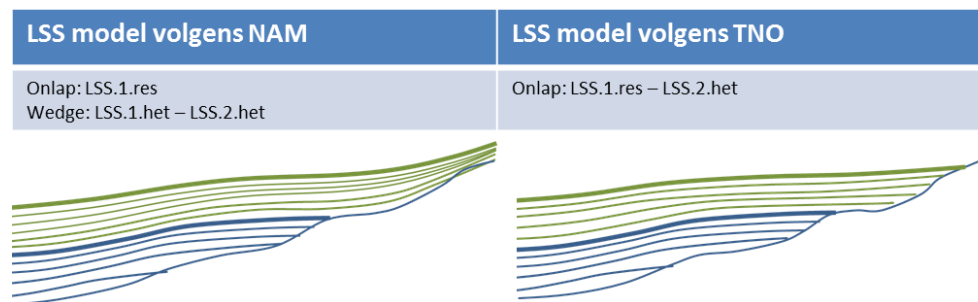 LSS model volgens NAM
LSS model volgens TNO
Onlap: LSS.1.res
Wedge: LSS.1.het – LSS.2.het
Onlap: LSS.1.res – LSS.2.het